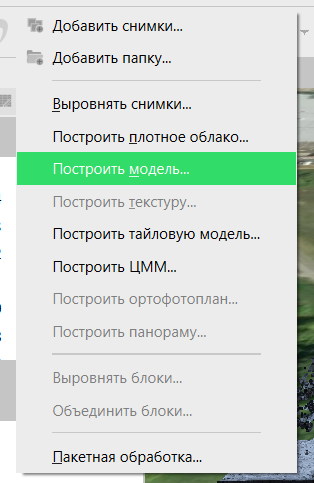 Добавить снимки...
Добавить папку...
Выровнять снимки...
Построить плотное облако...
Построить модель...
Построить текстуру...
Построить тайловую модель...
Построить ЦММ...
Построить ортофотоплан...
Построить панораму...
Выровнять блоки...
Объединить блоки...
Пакетная обработка...